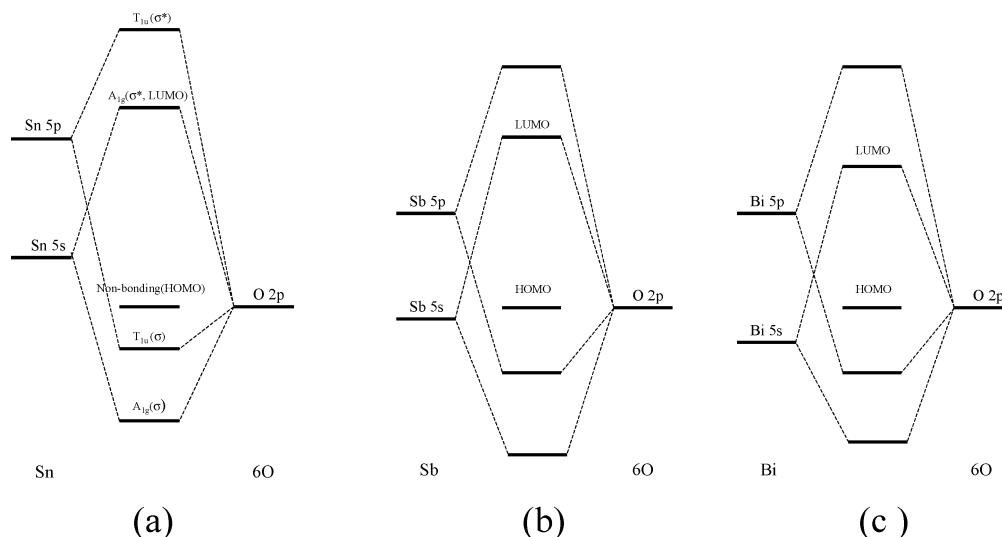 T1u(σ*)
A1g(σ*, LUMO)
Sn 5p
Sn 5s
Non-bonding(HOMO)
O 2p
T1u(σ)
A1g(σ)
Sn
6O
(a)
LUMO
Sb 5p
Sb 5s
HOMO
O 2p
Sb
6O
(b)
LUMO
Bi 5p
HOMO
O 2p
Bi 5s
Bi
6O
(c )